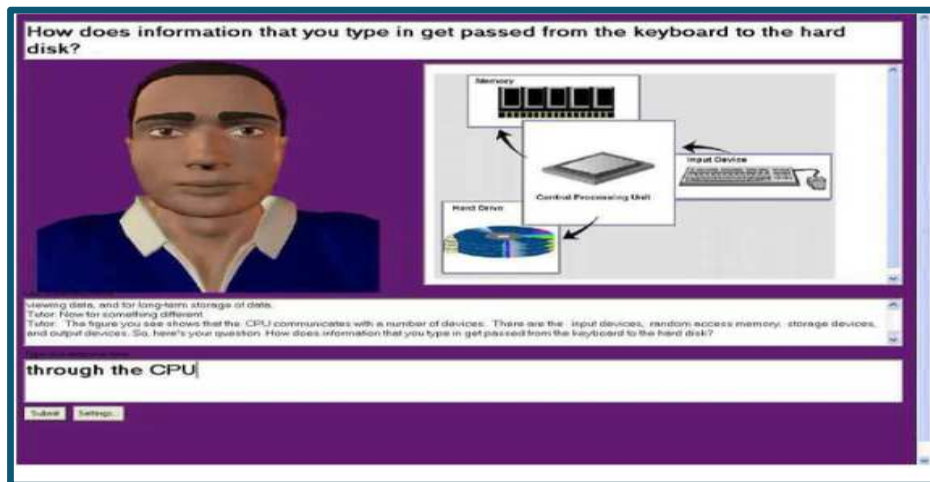 How does information that you type in get passed from the keyboard to the hard
disk?
Memory
Input Device
Central Processing Unit
Hard Drive
viewing data, and for long-term storage of data.
Tutor: Now for something different.
Tutor: The figure you see shows that the CPU communicates with a number of devices. There are the input devices, random access memory, storage devices,
and output devices. So, here's your question. How does information that you type in get passed from the keyboard to the hard disk?
through the CPU
Submit Settings...